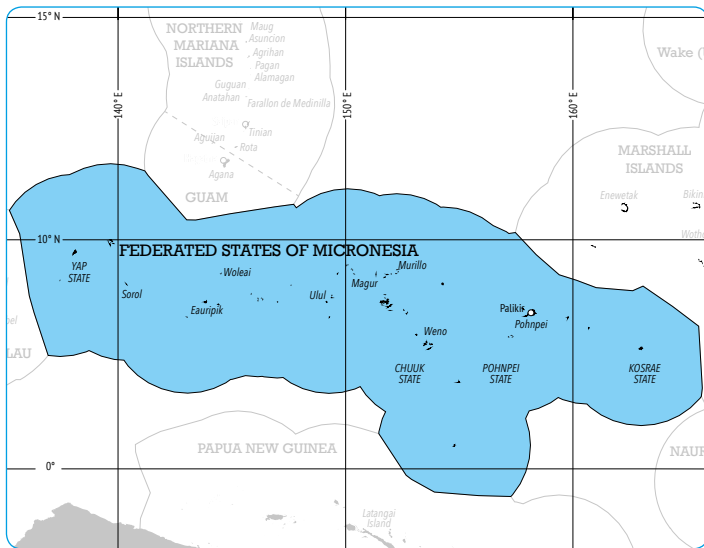 15° N
NORTHERN
MARIANA
ISLANDS
Maug
Asuncion
Agrihan
Pagan
Alamagan
Guguan
Anatahan
Farallon de Medinilla
Wake (
140° E
150° E
160° E
Tinian
Aguijan
Rota
Agana
GUAM
MARSHALL
ISLANDS
Enewetak
Bikin
Wotho
10° N
FEDERATED STATES OF MICRONESIA
YAP
STATE
Sorol
Woleai
Eauripik
Ulul
Magur
Murillo
Palikir
Pohnpei
Weno
CHUUK
STATE
POHNPEI
STATE
KOSRAE
STATE
LAU
PAPUA NEW GUINEA
NAUR
0°
Latangai
Island